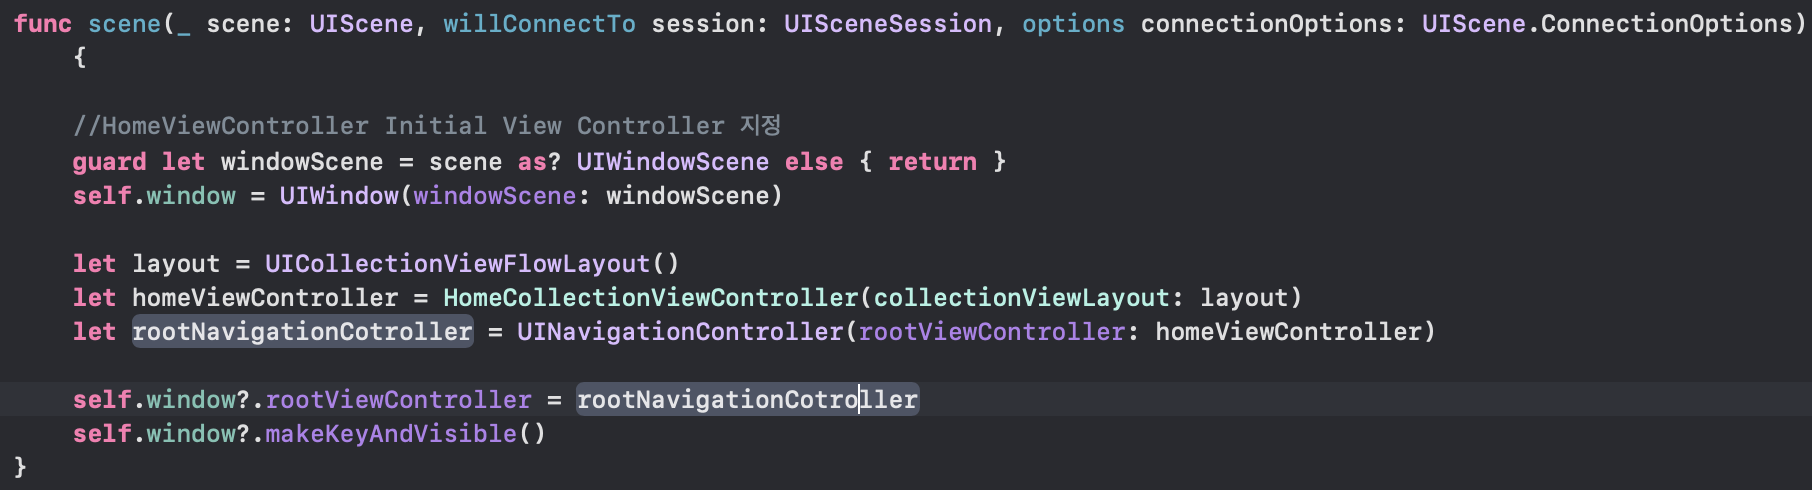 func scene(_ scene: UIScene, willConnectTo session: UISceneSession, options connectionOptions: UIScene.ConnectionOptions)
{
//HomeViewController Initial View Controller 지정
guard let windowScene = scene as? UIWindowScene else { return }
self.window = UIWindow(windowScene: windowScene)
let layout = UICollectionViewFlowLayout()
let homeViewController = HomeCollectionViewController(collectionViewLayout: layout)
let rootNavigationCotroller = UINavigationController(rootViewController: homeViewController)
self.window?.rootViewController = rootNavigationCotroller
self.window?.makeKeyAndVisible()
}